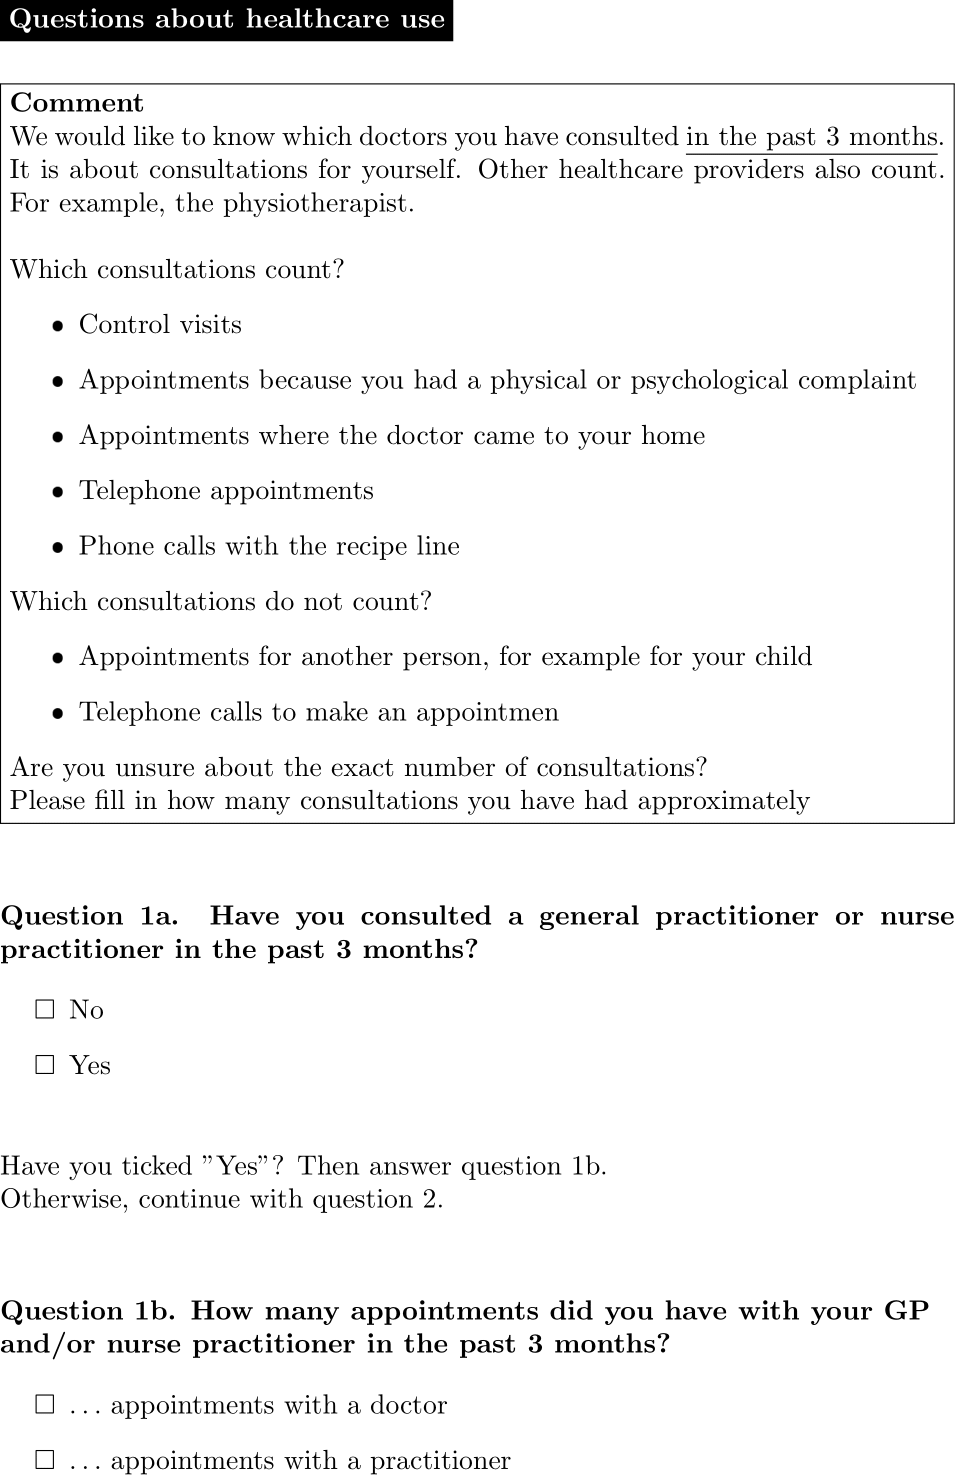 Questions about healthcare use
Comment
We would like to know which doctors you have consulted in the past 3 months.
It is about consultations for yourself. Other healthcare providers also count.
For example, the physiotherapist.
Which consultations count?
• Control visits
• Appointments because you had a physical or psychological complaint
• Appointments where the doctor came to your home
• Telephone appointments
• Phone calls with the recipe line
Which consultations do not count?
• Appointments for another person, for example for your child
• Telephone calls to make an appointmen
Are you unsure about the exact number of consultations?
Please fill in how many consultations you have had approximately
Question 1a. Have you consulted a general practitioner or nurse
practitioner in the past 3 months?
□ No
□ Yes
Have you ticked ”Yes”? Then answer question 1b.
Otherwise, continue with question 2.
Question 1b. How many appointments did you have with your GP
and/or nurse practitioner in the past 3 months?
□ ... appointments with a doctor
□ ... appointments with a practitioner